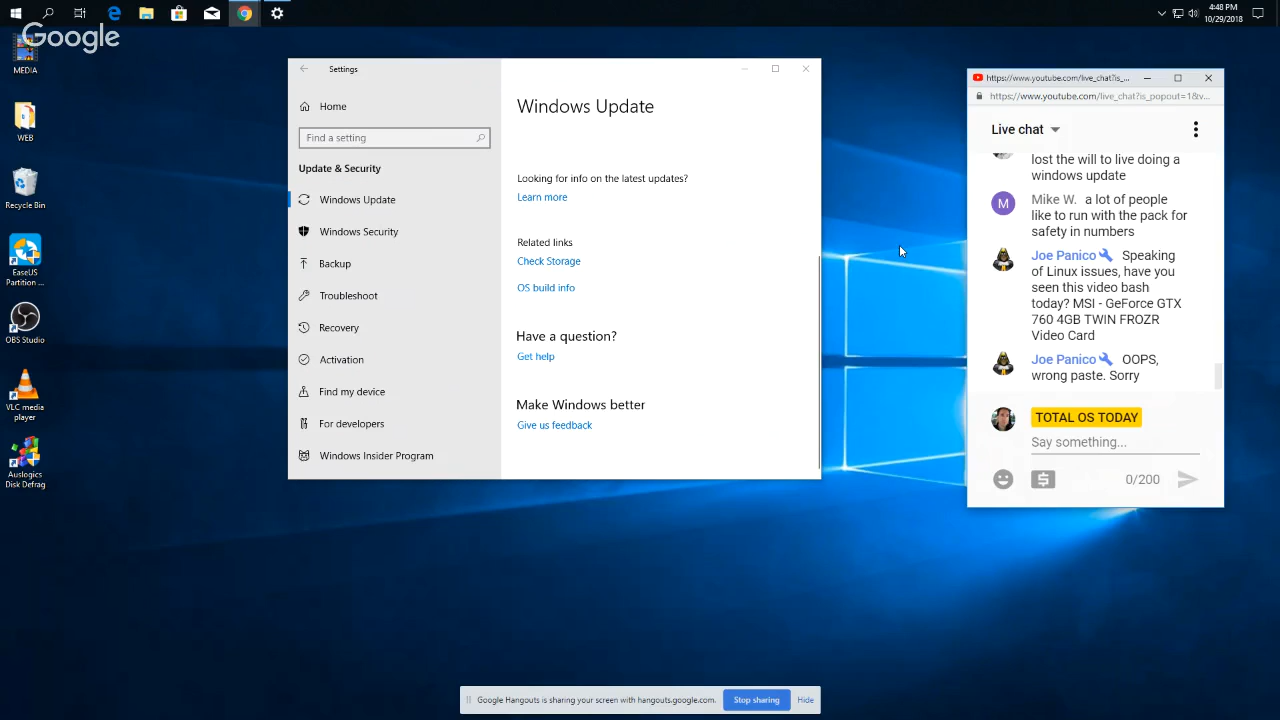 4:48 PM
10/29/2018
Google
MEDIA
WEB
Recycle Bin
EaseUS
Partition ...
OBS Studio
VLC media
player
Auslogics
Disk Defrag
Settings
Home
Find a setting
Update & Security
Windows Update
Windows Security
Backup
Troubleshoot
Recovery
Activation
Find my device
For developers
Windows Insider Program
Windows Update
Looking for info on the latest updates?
Learn more
Related links
Check Storage
OS build info
Have a question?
Get help
Make Windows better
Give us feedback
https://www.youtube.com/live_chat?is_...
https://www.youtube.com/live_chat?is_popout=1&v...
Live chat
lost the will to live doing a
windows update
M
Mike W. a lot of people
like to run with the pack for
safety in numbers
Joe Panico Speaking
of Linux issues, have you
seen this video bash
today? MSI - GeForce GTX
760 4GB TWIN FROZR
Video Card
Joe Panico OOPS,
wrong paste. Sorry
TOTAL OS TODAY
Say something...
0/200
Google Hangouts is sharing your screen with hangouts.google.com.
Stop sharing
Hide